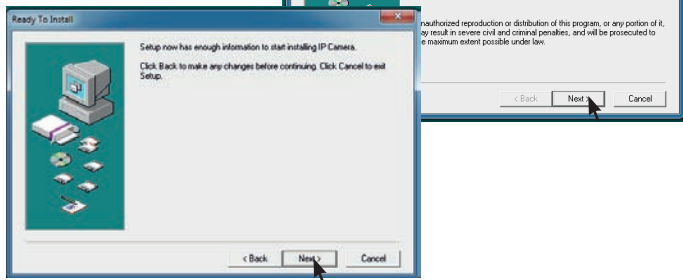 Ready To Install
Setup now has enough information to start installing IP Camera.
Click Back to make any changes before continuing. Click Cancel to exit
Setup.
< Back
Next >
Cancel
nauthorized reproduction or distribution of this program, or any portion of it,
ay result in severe civil and criminal penalties, and will be prosecuted to
e maximum extent possible under law.
< Back
Next >
Cancel